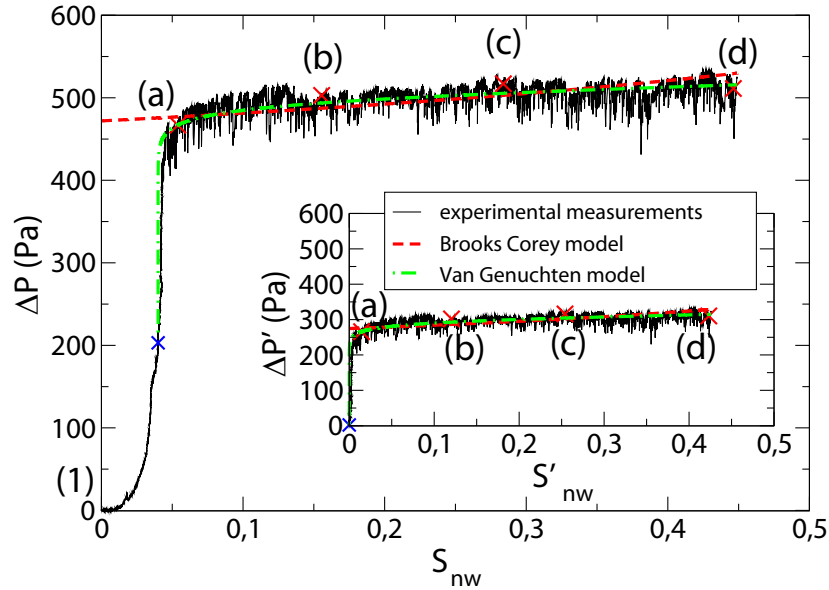 600
500
400
300
200
100
0
ΔP (Pa)
(1)
(a)
(b)
(c)
(d)
0
0,1
0,2
0,3
0,4
0,5
S_nw
experimental measurements
Brooks Corey model
Van Genuchten model
600
500
400
300
200
100
0
ΔP' (Pa)
(a)
(b)
(c)
(d)
0
0,1
0,2
0,3
0,4
0,5
S'_nw